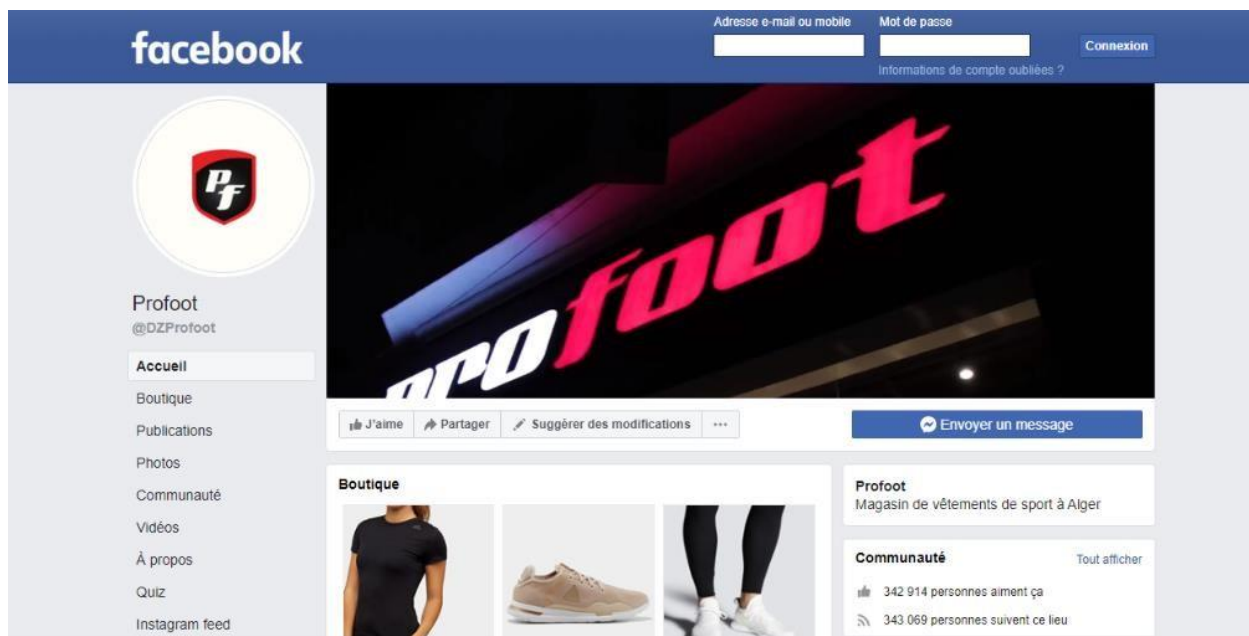 facebook
Adresse e-mail ou mobile
Mot de passe
Connexion
Informations de compte oubliées ?
Pf
profoot
Profoot
@DZProfoot
Accueil
Boutique
Publications
Photos
Communauté
Vidéos
À propos
Quiz
Instagram feed
J'aime
Partager
Suggérer des modifications
...
Envoyer un message
Boutique
Profoot
Magasin de vêtements de sport à Alger
Communauté
Tout afficher
342 914 personnes aiment ça
343 069 personnes suivent ce lieu